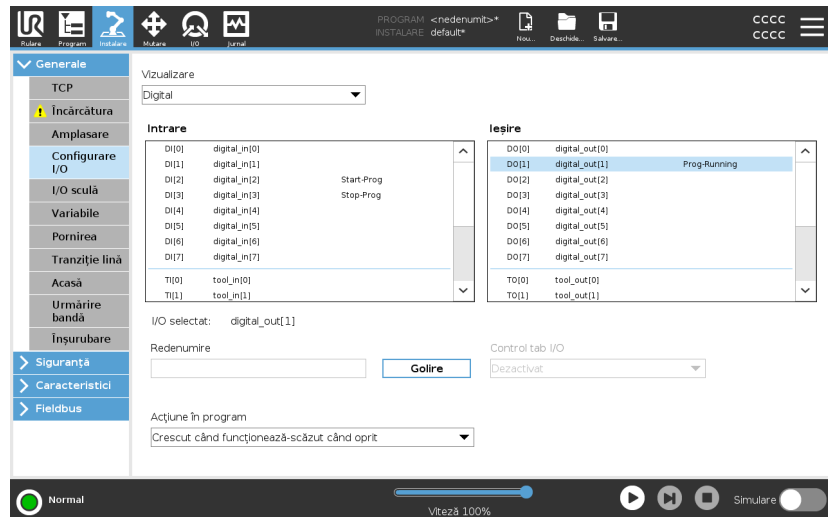 PROGRAM <nedenumit>*
INSTALARE default*
CCCC
CCCC
Rulare Program Instalare Mutare I/O Jurnal Nou... Deschide... Salvare...
Generale
TCP
Încărcătura
Amplasare
Configurare
I/O
I/O sculă
Variabile
Pornirea
Tranziție lină
Acasă
Urmărire
bandă
Înșurubare
Siguranță
Caracteristici
Fieldbus
Vizualizare
Digital
Intrare
DI[0] digital_in[0]
DI[1] digital_in[1]
DI[2] digital_in[2] Start-Prog
DI[3] digital_in[3] Stop-Prog
DI[4] digital_in[4]
DI[5] digital_in[5]
DI[6] digital_in[6]
DI[7] digital_in[7]
TI[0] tool_in[0]
TI[1] tool_in[1]
Ieșire
DO[0] digital_out[0]
DO[1] digital_out[1] Prog-Running
DO[2] digital_out[2]
DO[3] digital_out[3]
DO[4] digital_out[4]
DO[5] digital_out[5]
DO[6] digital_out[6]
DO[7] digital_out[7]
TO[0] tool_out[0]
TO[1] tool_out[1]
I/O selectat: digital_out[1]
Redenumire
Golire
Control tab I/O
Dezactivat
Acțiune în program
Crescut când funcționează-scăzut când oprit
Normal
Viteză 100%
Simulare